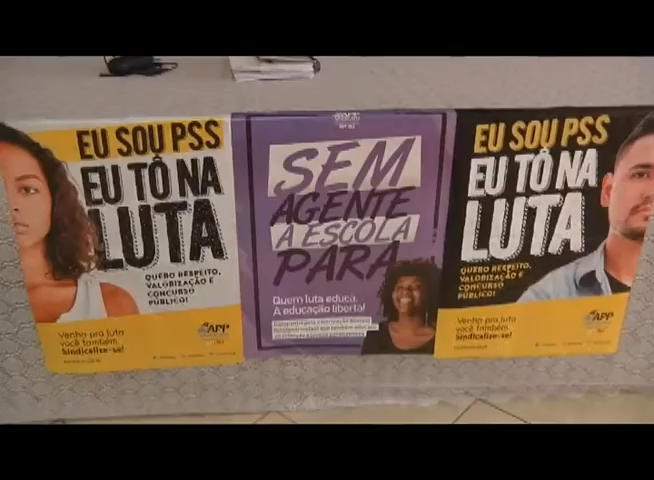 EU SOU PSS
EU TÔ NA
LUTA
QUERO RESPEITO,
VALORIZAÇÃO E
CONCURSO
PÚBLICO!
Venha pra luta
você também.
Sindicalize-se!
APP
SEM
AGENTE
A ESCOLA
PARA
Quem luta educa.
A educação liberta!
EU SOU PSS
EU TÔ NA
LUTA
QUERO RESPEITO,
VALORIZAÇÃO E
CONCURSO
PÚBLICO!
Venha pra luta
você também.
Sindicalize-se!
APP